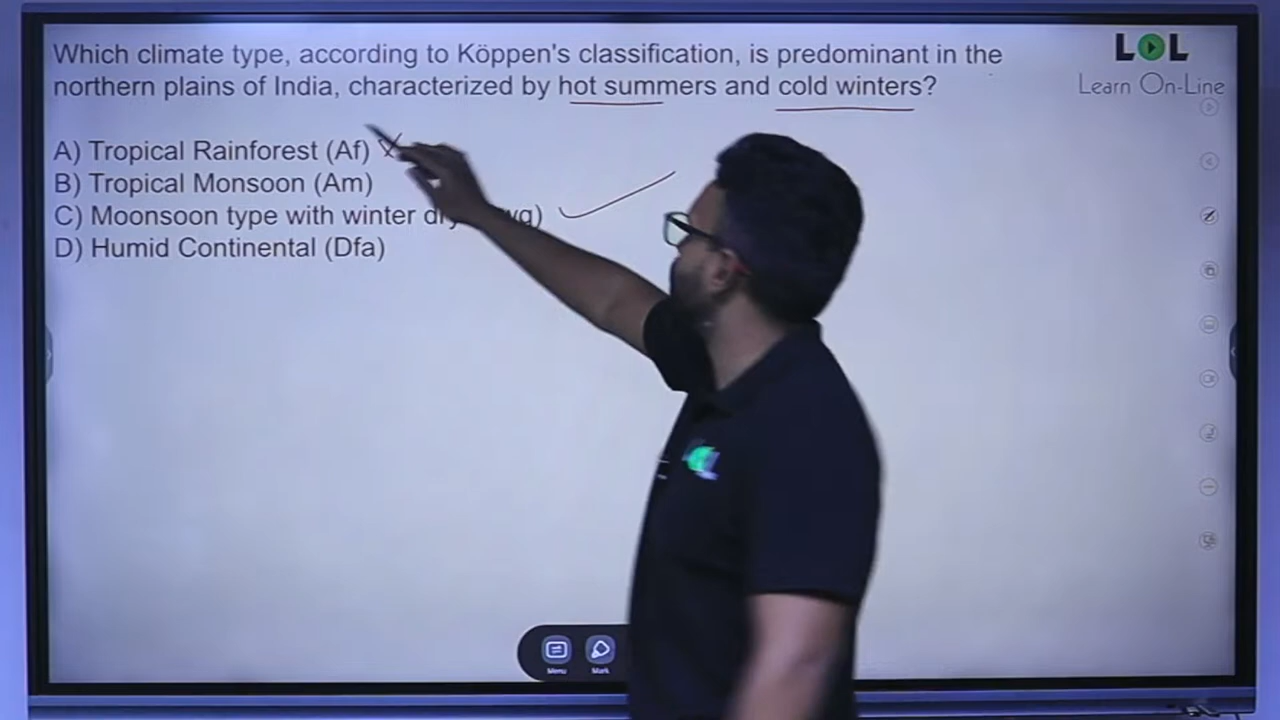 Which climate type, according to Köppen's classification, is predominant in the
northern plains of India, characterized by hot summers and cold winters?
LOL
Learn On-Line
A) Tropical Rainforest (Af)
B) Tropical Monsoon (Am)
C) Moonsoon type with winter
D) Humid Continental (Dfa)
Menu
Mark